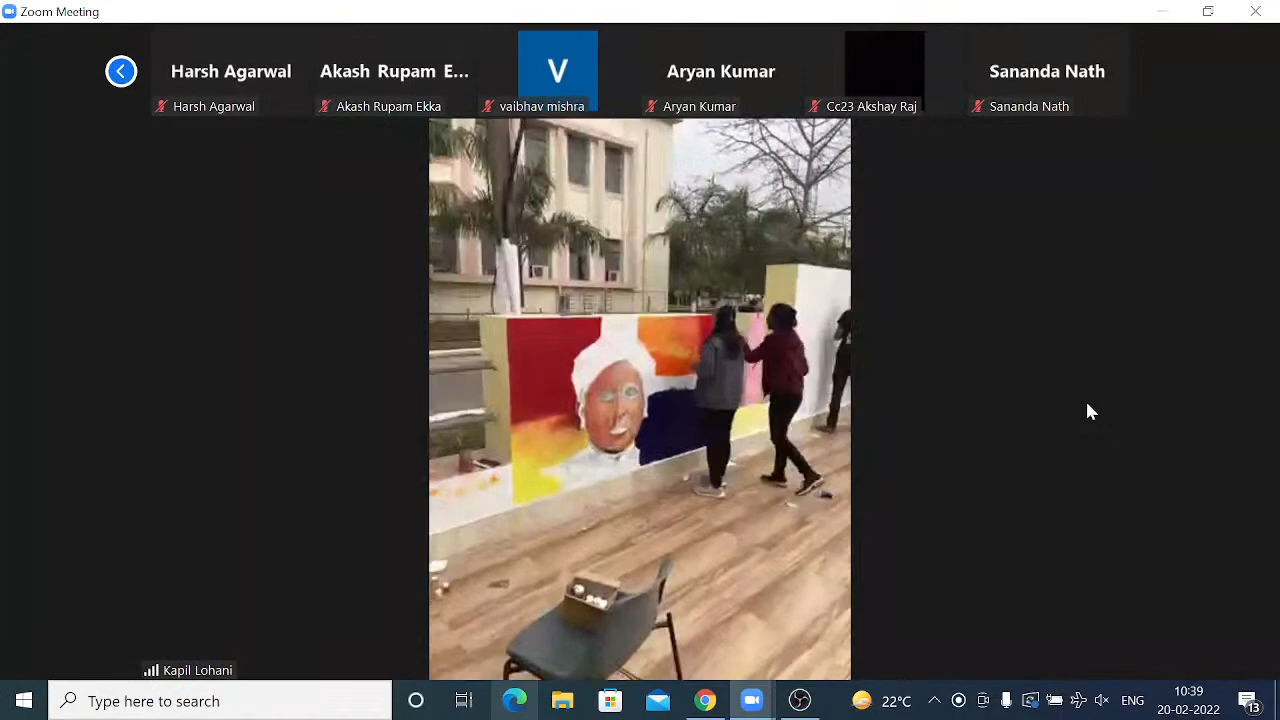 Zoom Meeting
Harsh Agarwal
Akash Rupam E...
V
Aryan Kumar
Sananda Nath
Harsh Agarwal
Akash Rupam Ekka
vaibhav mishra
Aryan Kumar
Cc23 Akshay Raj
Sananda Nath
Kapil Lohani
Type here to search
22°C
ENG
10:39
20-02-2022